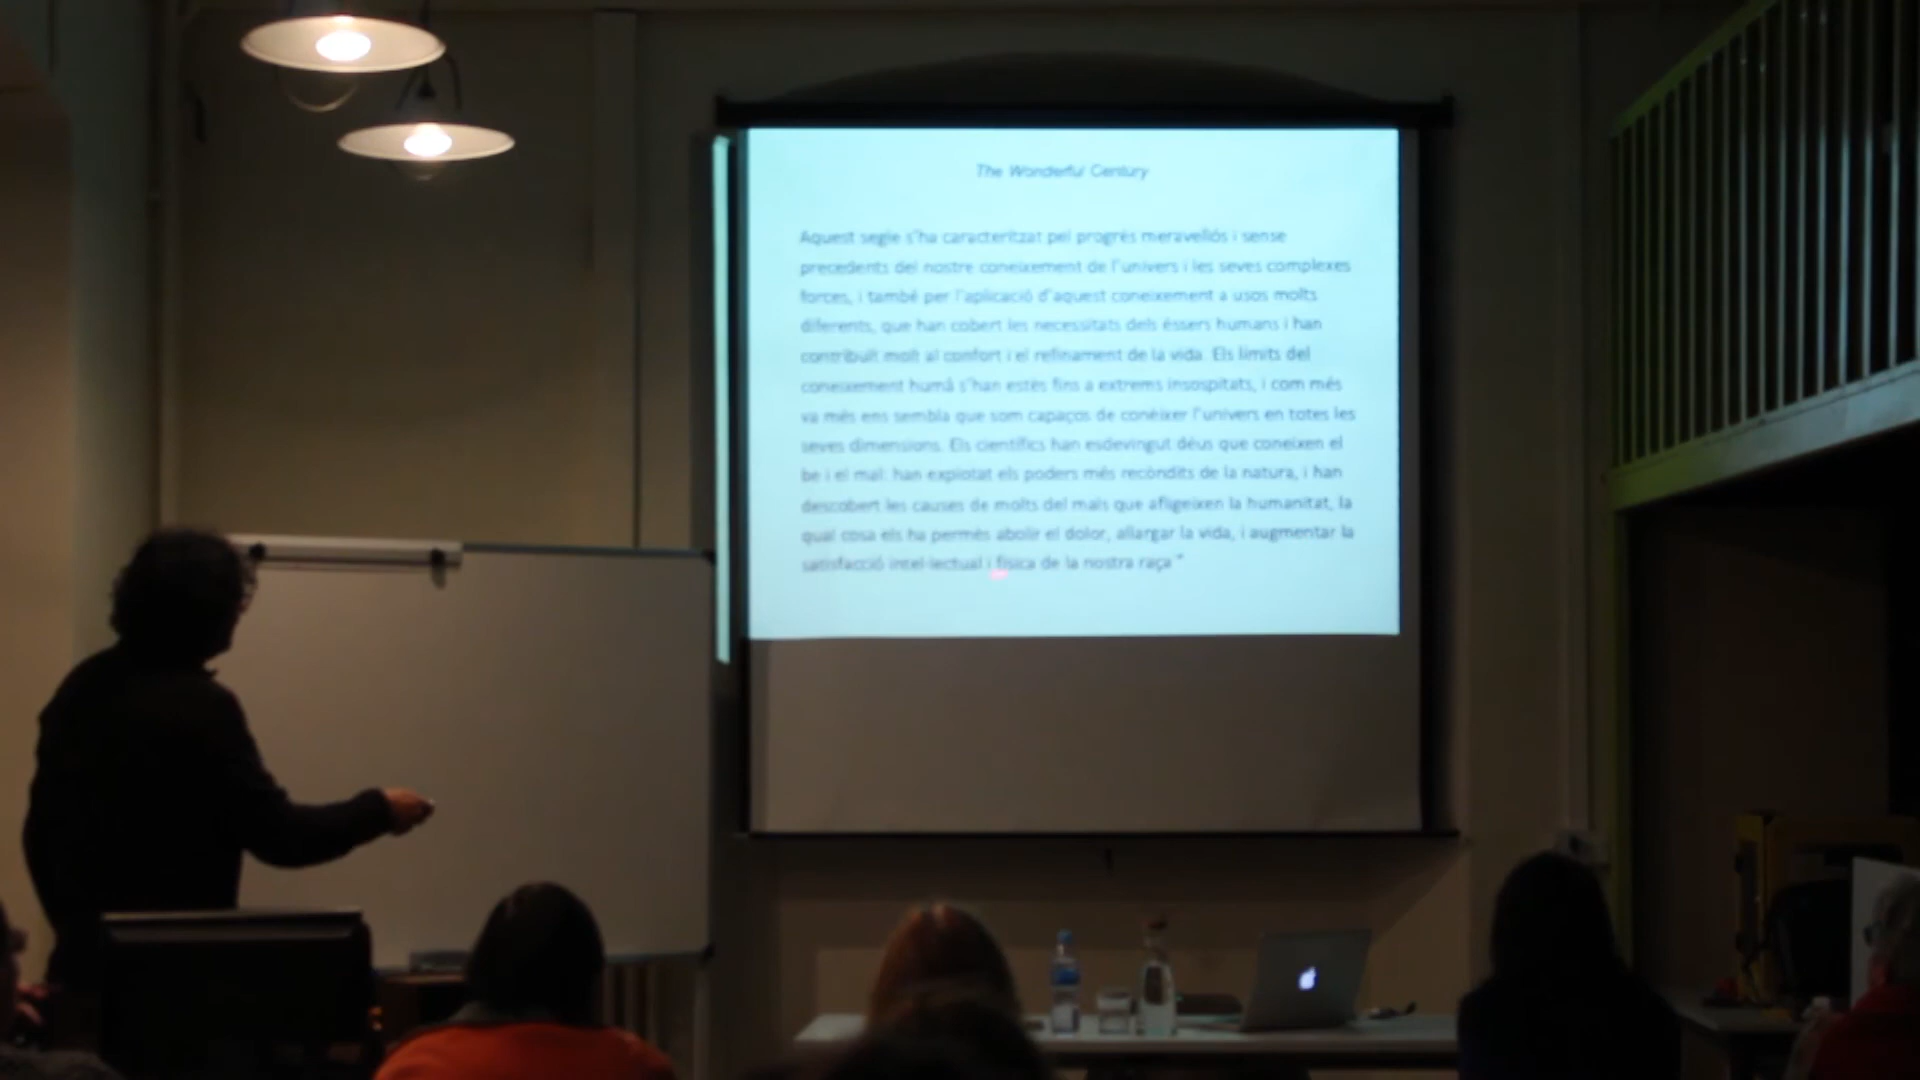 The Wonderful Century
Aquest segle s'ha caracteritzat pel progrès meravellós i sense
precedents del nostre coneixement de l'univers i les seves complexes
forces, i també per l'aplicació d'aquest coneixement a usos molts
diferents, que han cobert les necessitats dels éssers humans i han
contribuït molt al confort i el refinament de la vida. Els límits del
coneixement humà s'han estès fins a extrems insospitats, i com més
va més ens sembla que som capaços de conèixer l'univers en totes les
seves dimensions. Els científics han esdevingut déus que coneixen el
be i el mal: han explotat els poders més recòndits de la natura, i han
descobert les causes de molts del mals que afligeixen la humanitat, la
qual cosa els ha permès abolir el dolor, allargar la vida, i augmentar la
satisfacció intel·lectual i física de la nostra raça"